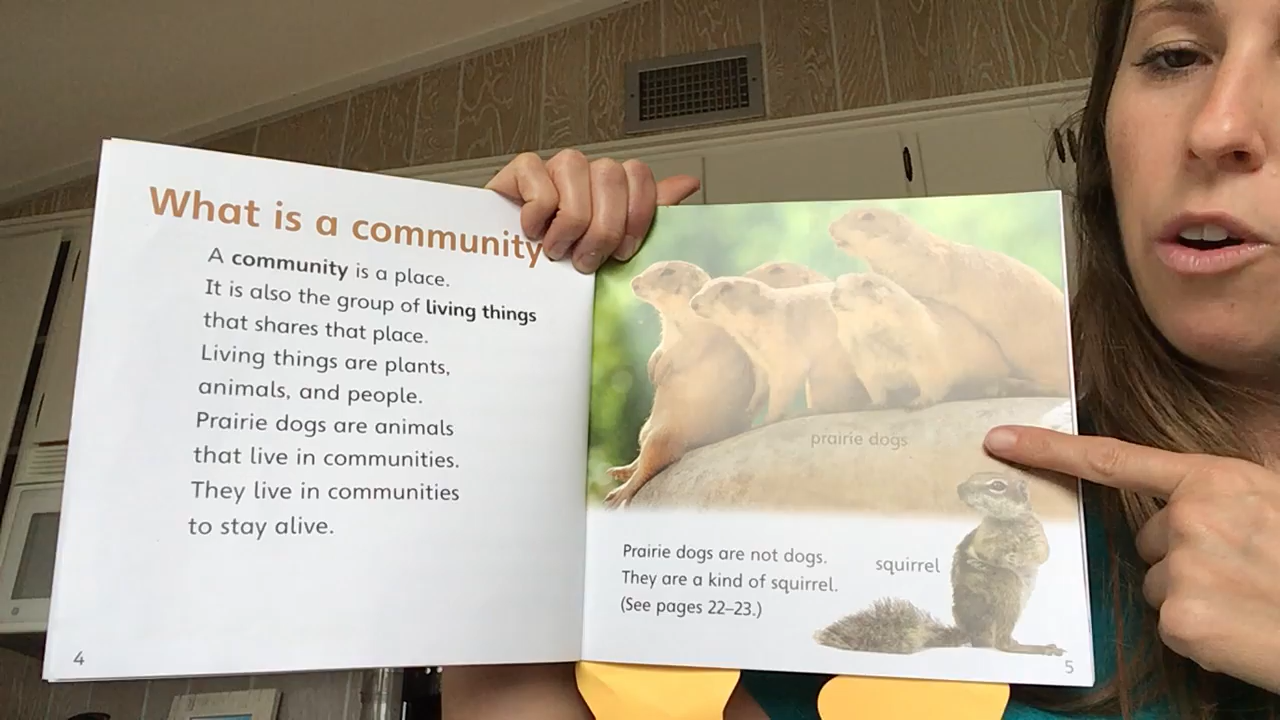 What is a community
A community is a place.
It is also the group of living things
that shares that place.
Living things are plants,
animals, and people.
Prairie dogs are animals
that live in communities.
They live in communities
to stay alive.
4
prairie dogs
Prairie dogs are not dogs.
They are a kind of squirrel.
(See pages 22–23.)
squirrel
5